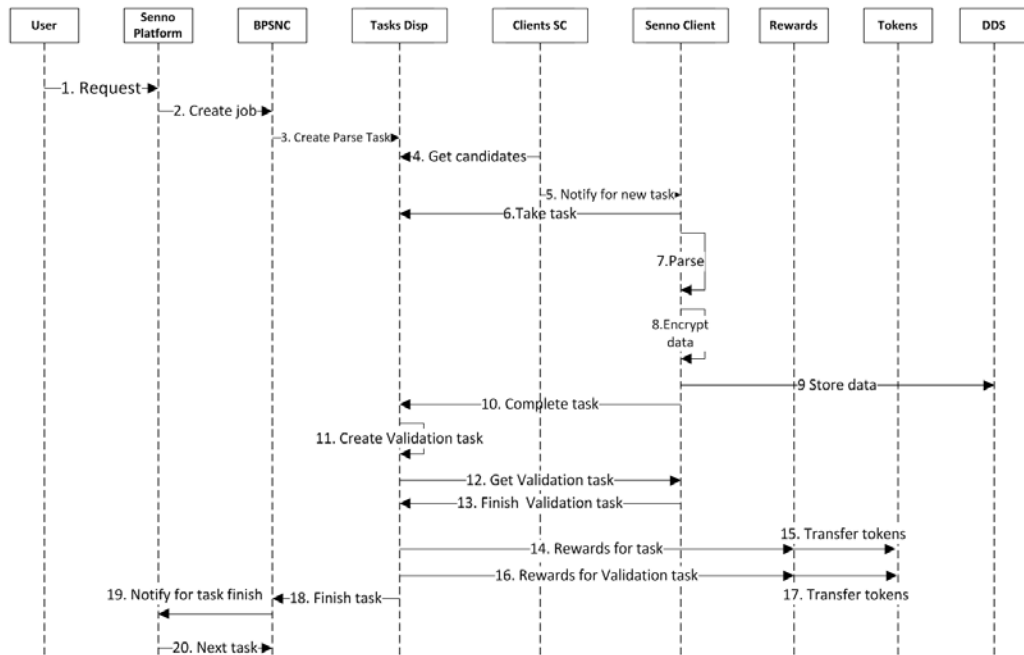 User
Senno
Platform
BPSNC
Tasks Disp
Clients SC
Senno Client
Rewards
Tokens
DDS
1. Request
2. Create job
3. Create Parse Task
4. Get candidates
5. Notify for new task
6.Take task
7.Parse
8.Encrypt
data
9 Store data
10. Complete task
11. Create Validation task
12. Get Validation task
13. Finish Validation task
15. Transfer tokens
14. Rewards for task
16. Rewards for Validation task
19. Notify for task finish
18. Finish task
17. Transfer tokens
20. Next task